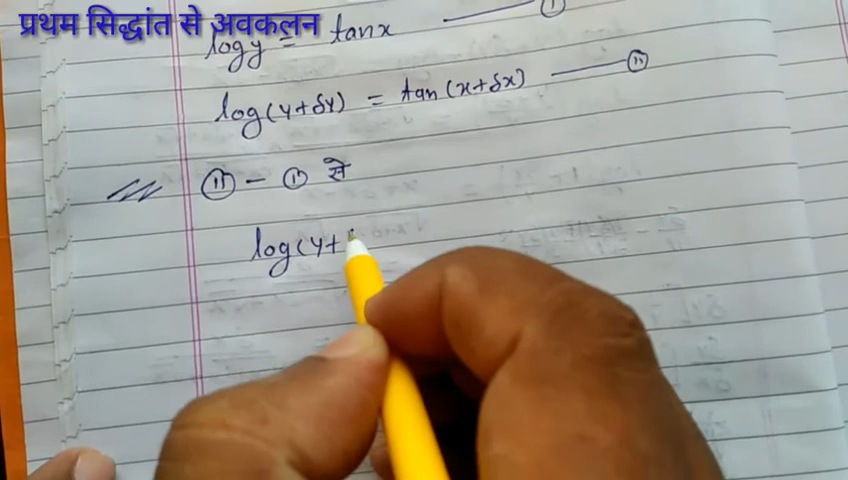 प्रथम सिद्धांत से अवकलन
log y = tan x —— (i)
log(y+δy) = tan(x+δx) —— (ii)
(ii) – (i) से
log(y+